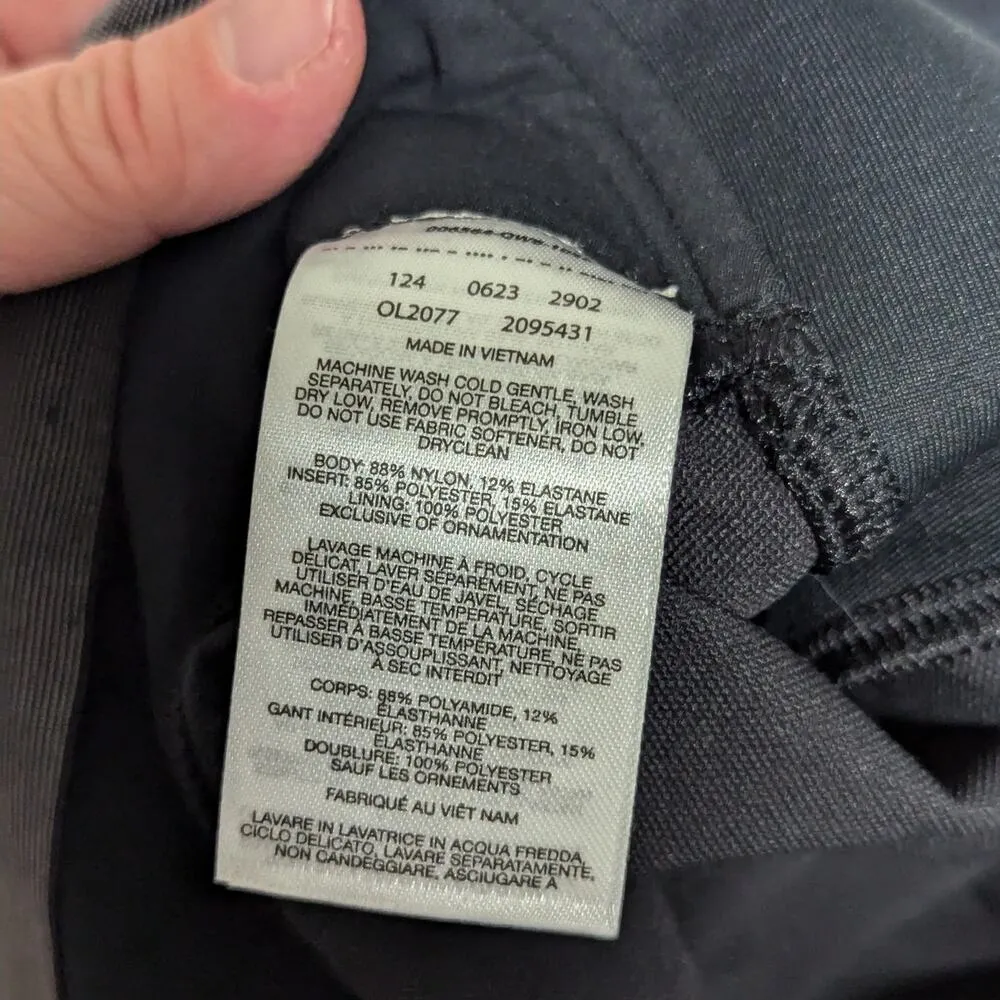 124 0623 2902
OL2077 2095431
MADE IN VIETNAM
MACHINE WASH COLD GENTLE, WASH
SEPARATELY, DO NOT BLEACH, TUMBLE
DRY LOW, REMOVE PROMPTLY, IRON LOW,
DO NOT USE FABRIC SOFTENER, DO NOT
DRYCLEAN
BODY: 88% NYLON, 12% ELASTANE
INSERT: 85% POLYESTER, 15% ELASTANE
LINING: 100% POLYESTER
EXCLUSIVE OF ORNAMENTATION
LAVAGE MACHINE À FROID, CYCLE
DÉLICAT, LAVER SÉPARÉMENT, NE PAS
UTILISER D'EAU DE JAVEL, SÉCHAGE
MACHINE, BASSE TEMPÉRATURE, SORTIR
IMMÉDIATEMENT DE LA MACHINE,
REPASSER À BASSE TEMPÉRATURE, NE PAS
UTILISER D'ASSOUPLISSANT, NETTOYAGE
À SEC INTERDIT
CORPS: 88% POLYAMIDE, 12%
ÉLASTHANNE
GANT INTÉRIEUR: 85% POLYESTER, 15%
ÉLASTHANNE
DOUBLURE: 100% POLYESTER
SAUF LES ORNEMENTS
FABRIQUÉ AU VIÊT NAM
LAVARE IN LAVATRICE IN ACQUA FREDDA,
CICLO DELICATO, LAVARE SEPARATAMENTE,
NON CANDEGGIARE, ASCIUGARE A